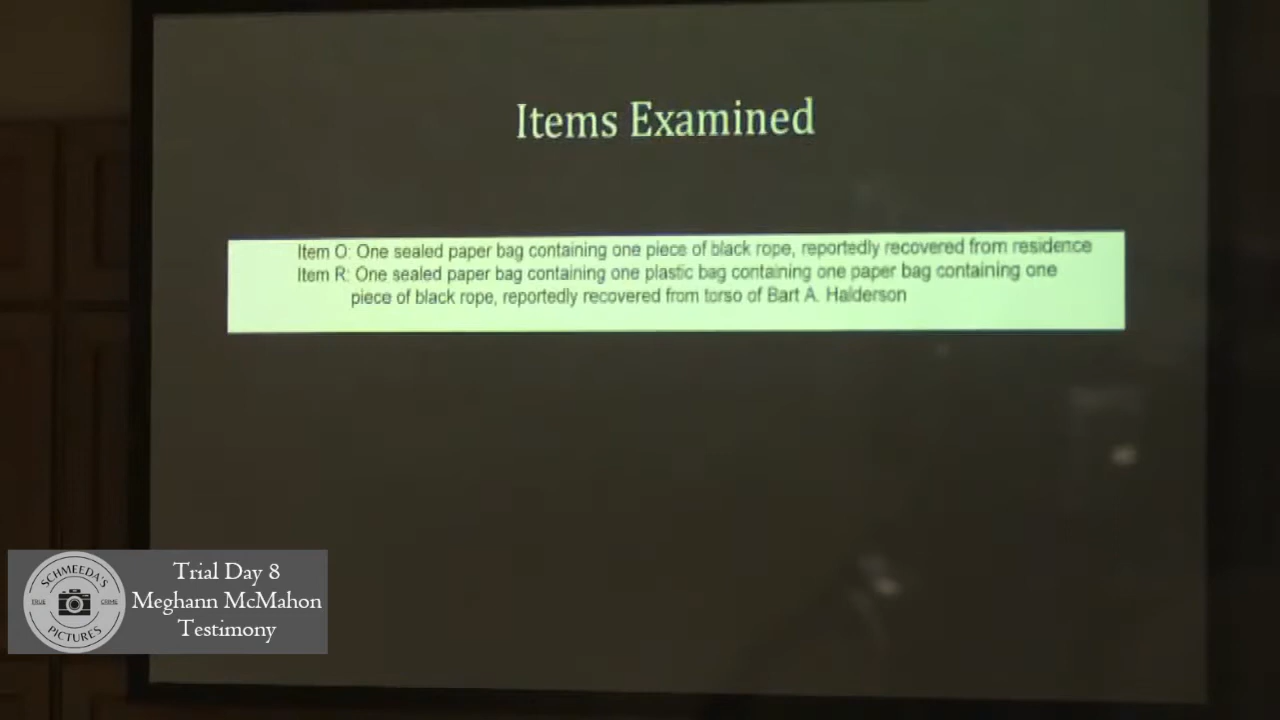 Items Examined
Item O: One sealed paper bag containing one piece of black rope, reportedly recovered from residence
Item R: One sealed paper bag containing one plastic bag containing one paper bag containing one
piece of black rope, reportedly recovered from torso of Bart A. Halderson
SCHMEEDA'S
TRUE
CRIME
PICTURES
Trial Day 8
Meghann McMahon
Testimony